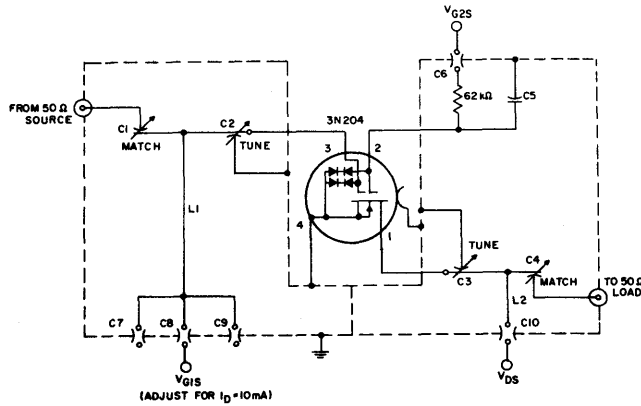 VG2S
C6
62 kΩ
C5
FROM 50 Ω
SOURCE
C1
MATCH
C2
TUNE
3N204
3
2
4
1
L1
TUNE
C3
C4
MATCH
L2
TO 50 Ω
LOAD
C7
C8
C9
C10
VG1S
(ADJUST FOR ID=10mA)
VDS